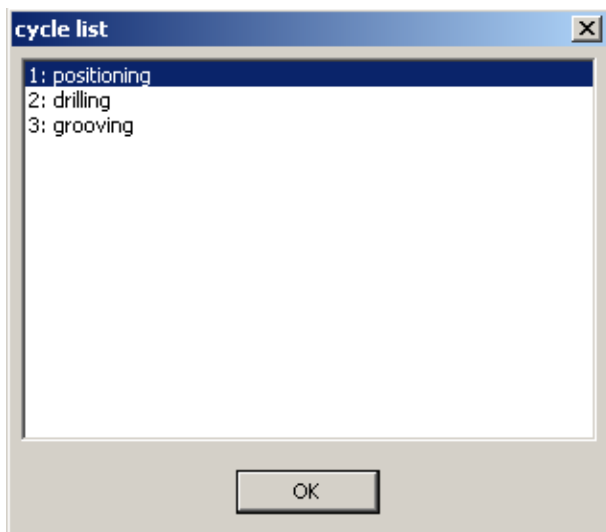 cycle list
1: positioning
2: drilling
3: grooving
OK